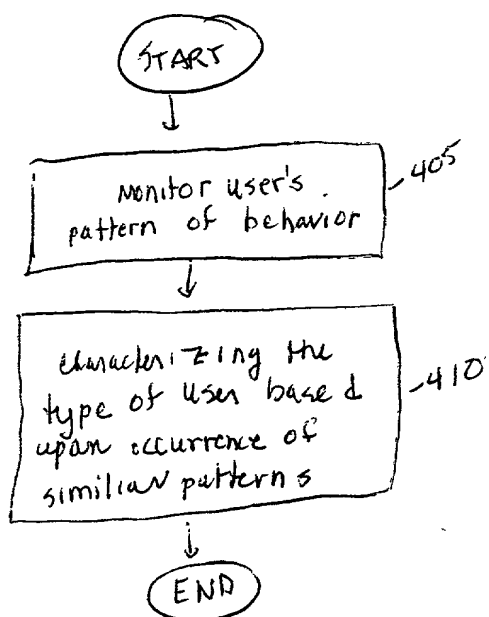 START
Monitor user's
pattern of behavior
405
characterizing the
type of user based
upon occurrence of
similiar patterns
410
END